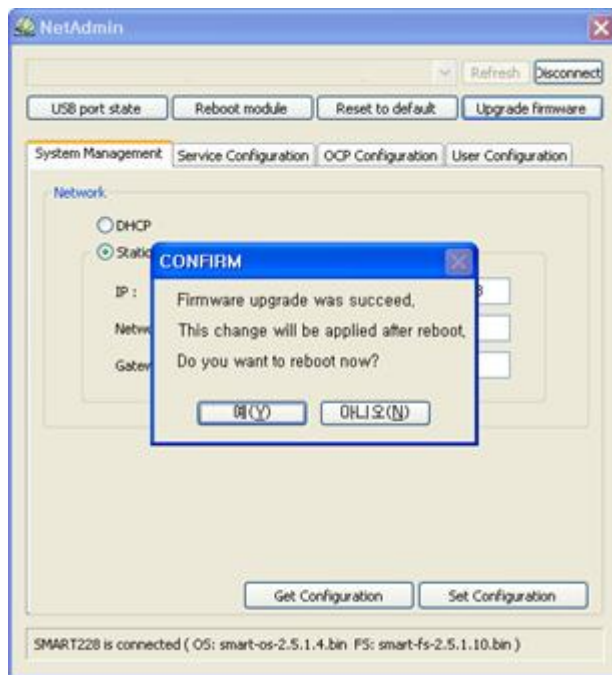 NetAdmin
Refresh Disconnect
USB port state Reboot module Reset to default Upgrade firmware
System Management Service Configuration OCP Configuration User Configuration
Network
DHCP
CONFIRM
IP :
Firmware upgrade was succeed,
This change will be applied after reboot,
Do you want to reboot now?
예(Y) 아니오(N)
Get Configuration Set Configuration
SMART228 is connected ( OS: smart-os-2.5.1.4.bin FS: smart-fs-2.5.1.10.bin )